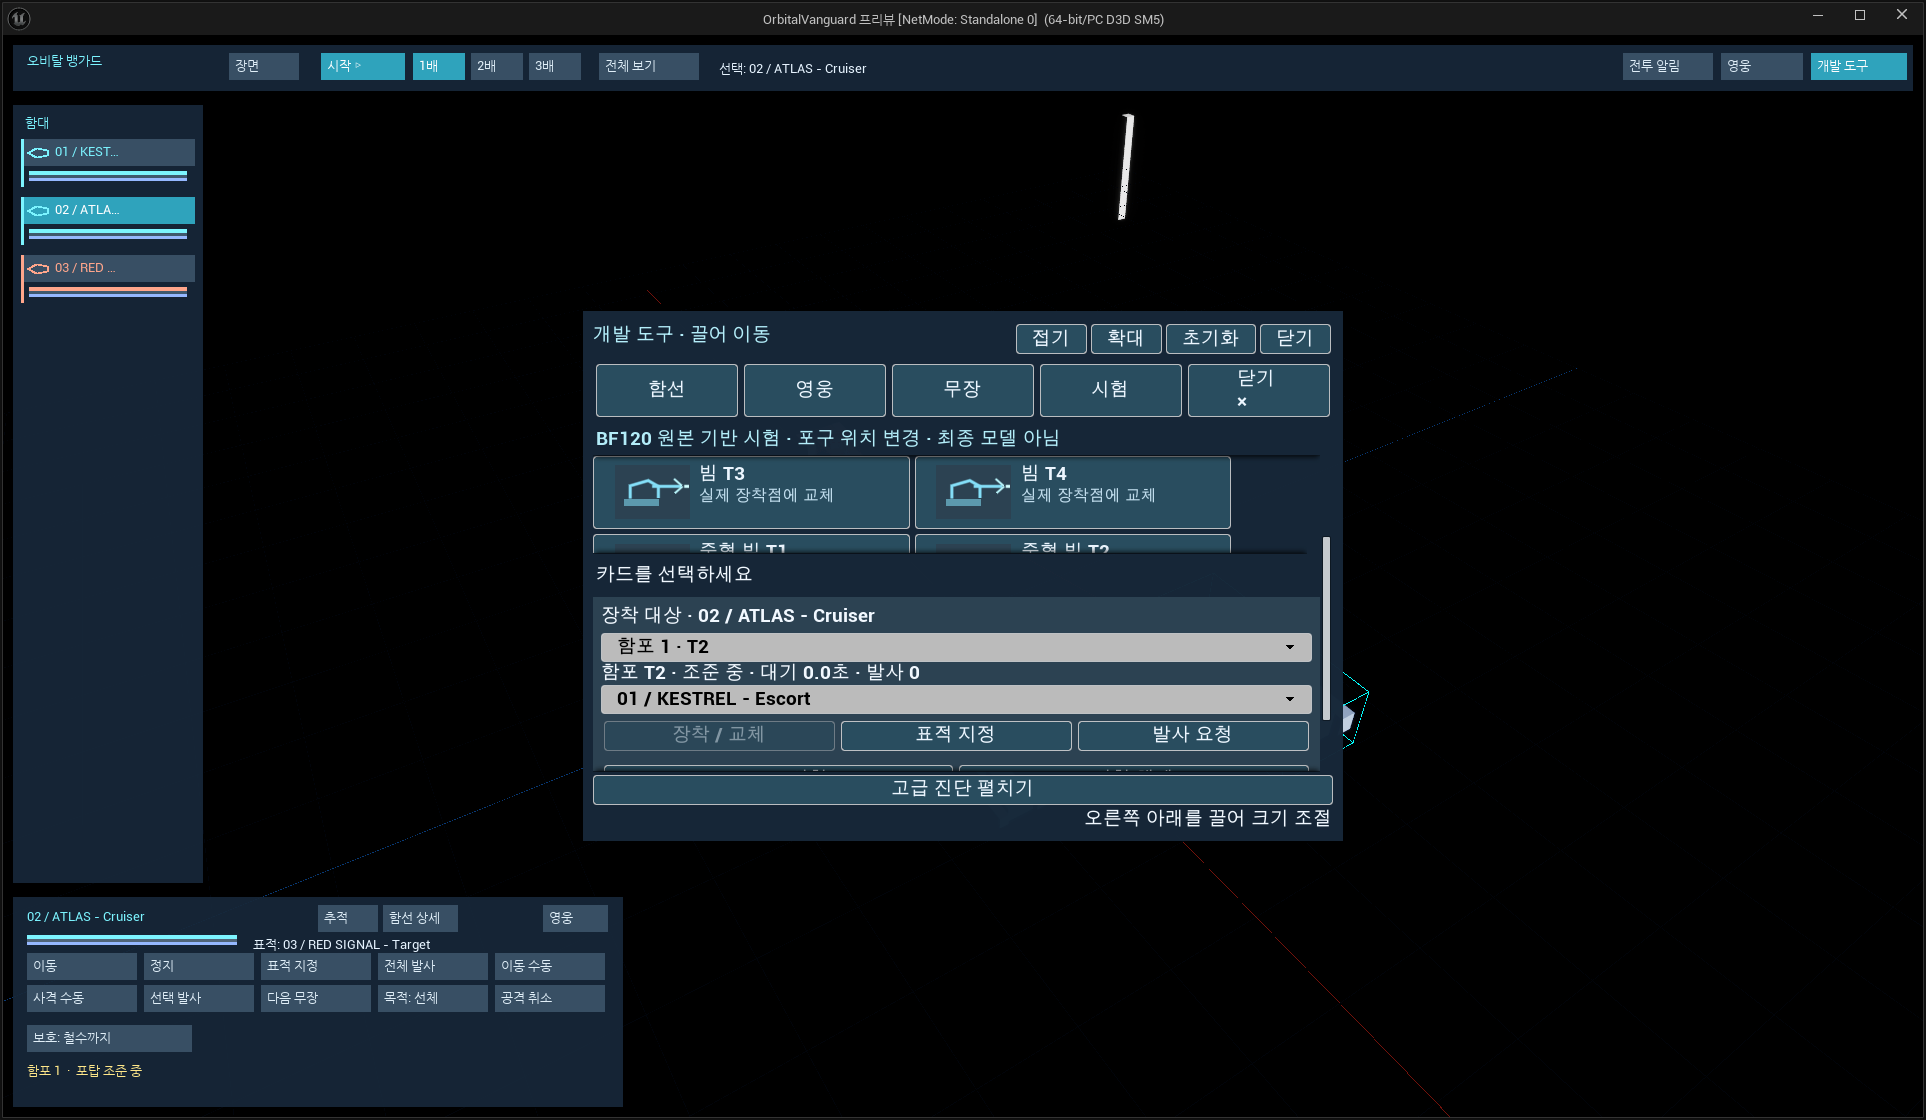 OrbitalVanguard 프리뷰 [NetMode: Standalone 0]  (64-bit/PC D3D SM5)
오비탈 뱅가드
장면
시작 >
1배
2배
3배
전체 보기
선택: 02 / ATLAS - Cruiser
전투 알림
영웅
개발 도구
함대
01 / KEST...
02 / ATLA...
03 / RED ...
개발 도구 · 끌어 이동
접기
확대
초기화
닫기
함선
영웅
무장
시험
닫기
×
BF120 원본 기반 시험 · 포구 위치 변경 · 최종 모델 아님
빔 T3
실제 장착점에 교체
빔 T4
실제 장착점에 교체
중형 빔 T1
중형 빔 T2
카드를 선택하세요
장착 대상 · 02 / ATLAS - Cruiser
함포 1 · T2
함포 T2 · 조준 중 · 대기 0.0초 · 발사 0
01 / KESTREL - Escort
장착 / 교체
표적 지정
발사 요청
고급 진단 펼치기
오른쪽 아래를 끌어 크기 조절
02 / ATLAS - Cruiser
추적
함선 상세
영웅
표적: 03 / RED SIGNAL - Target
이동
정지
표적 지정
전체 발사
이동 수동
사격 수동
선택 발사
다음 무장
목적: 선체
공격 취소
보호: 철수까지
함포 1 · 포탑 조준 중